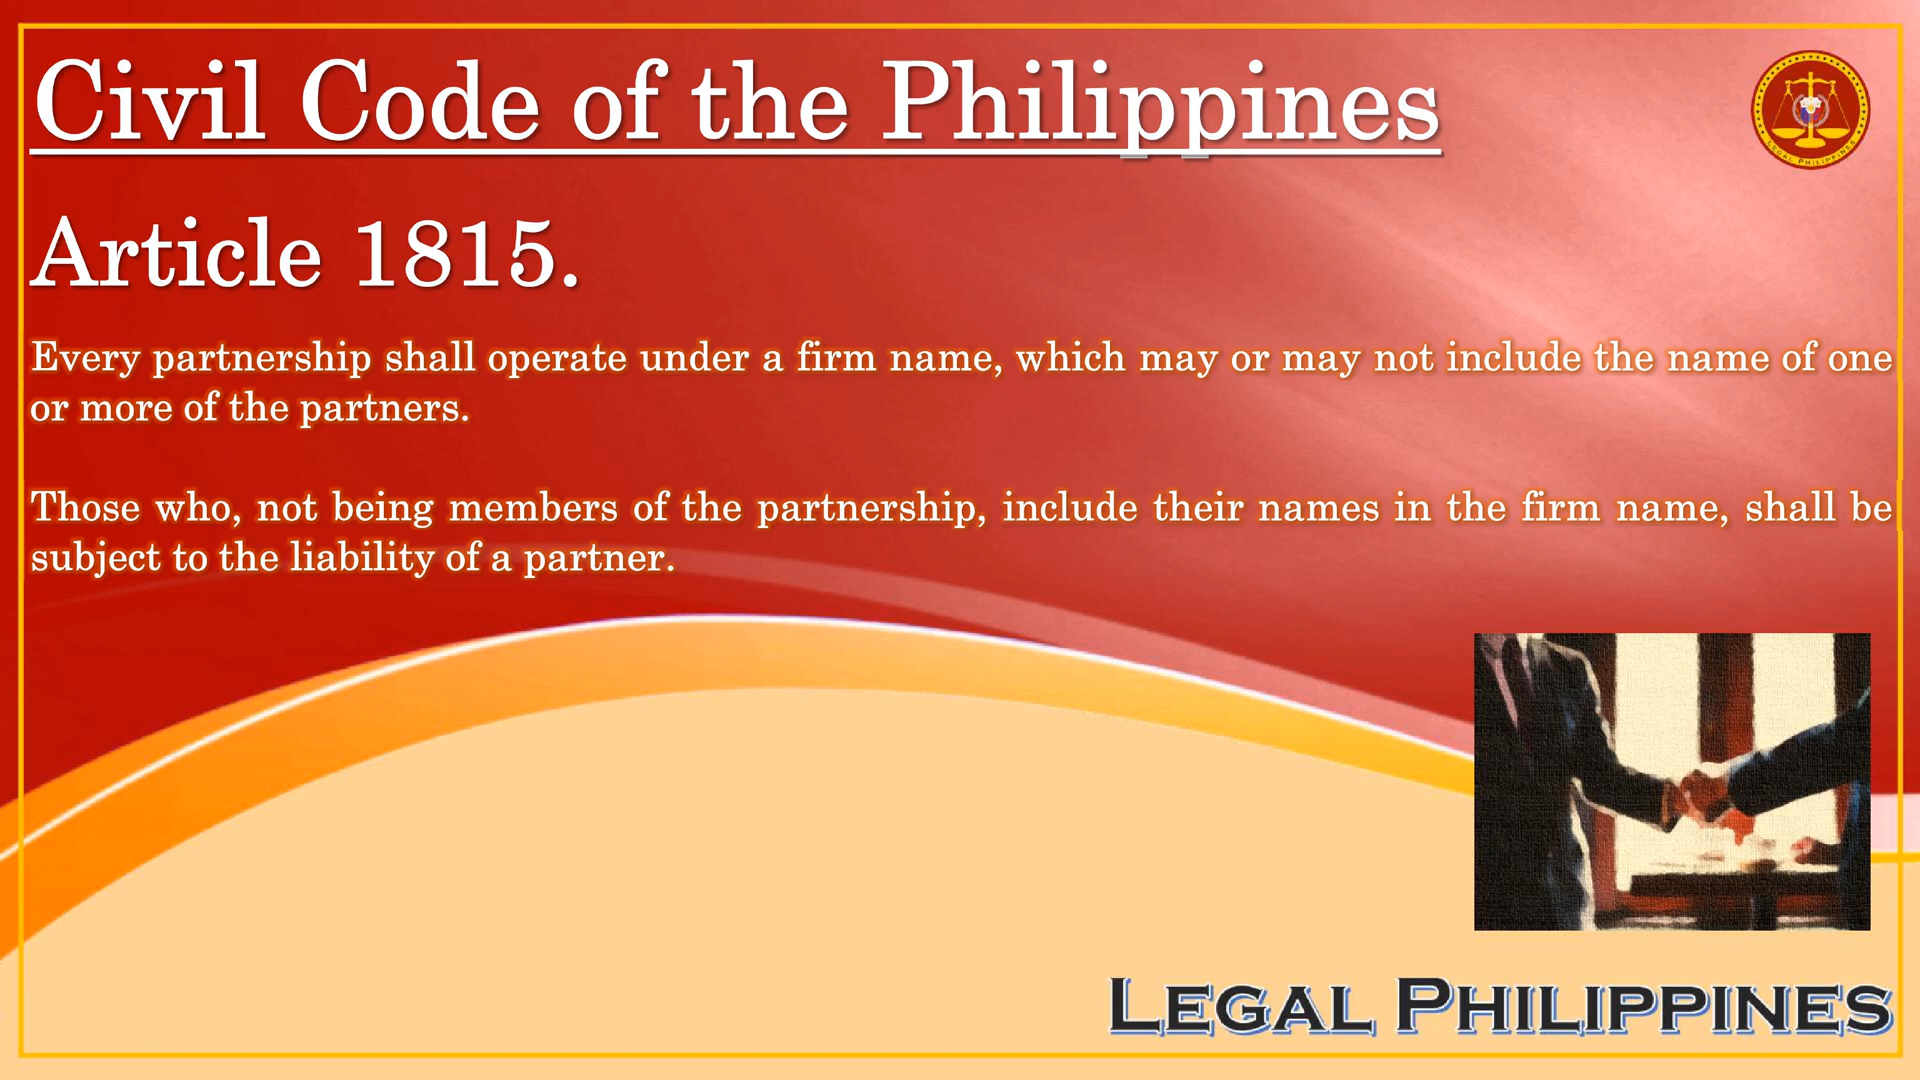 Civil Code of the Philippines
Article 1815.
Every partnership shall operate under a firm name, which may or may not include the name of one
or more of the partners.
Those who, not being members of the partnership, include their names in the firm name, shall be
subject to the liability of a partner.
LEGAL PHILIPPINES
LEGAL PHILIPPINES